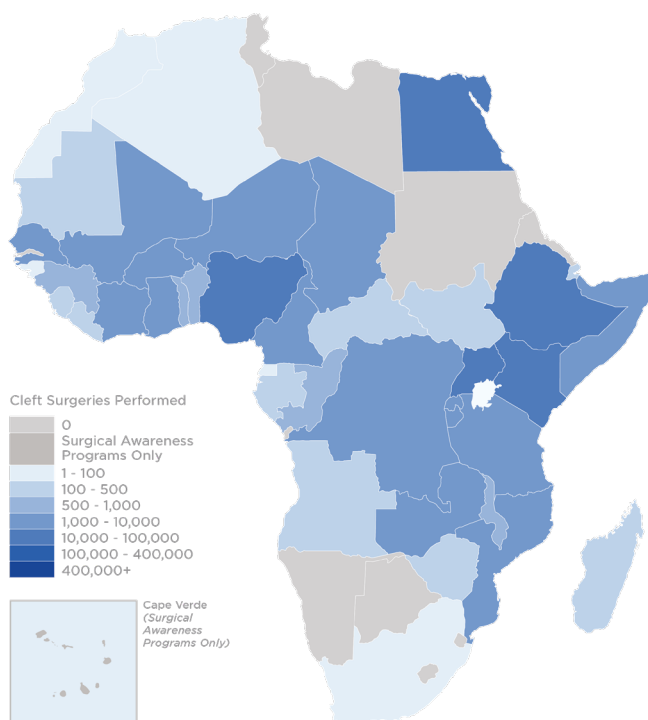 Cleft Surgeries Performed
0
Surgical Awareness
Programs Only
1 - 100
100 - 500
500 - 1,000
1,000 - 10,000
10,000 - 100,000
100,000 - 400,000
400,000+
Cape Verde
(Surgical
Awareness
Programs Only)